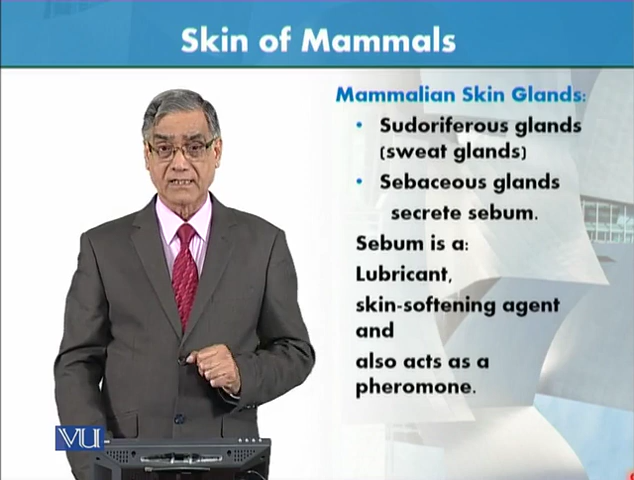 Skin of Mammals
Mammalian Skin Glands:
• Sudoriferous glands
(sweat glands)
• Sebaceous glands
secrete sebum.
Sebum is a:
Lubricant,
skin-softening agent
and
also acts as a
pheromone.
VU